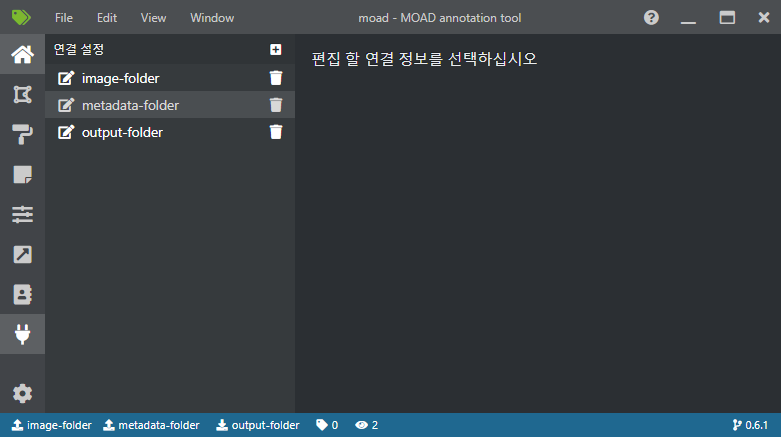 File Edit View Window moad - MOAD annotation tool
연결 설정
image-folder
metadata-folder
output-folder
편집 할 연결 정보를 선택하십시오
image-folder metadata-folder output-folder 0 2 0.6.1